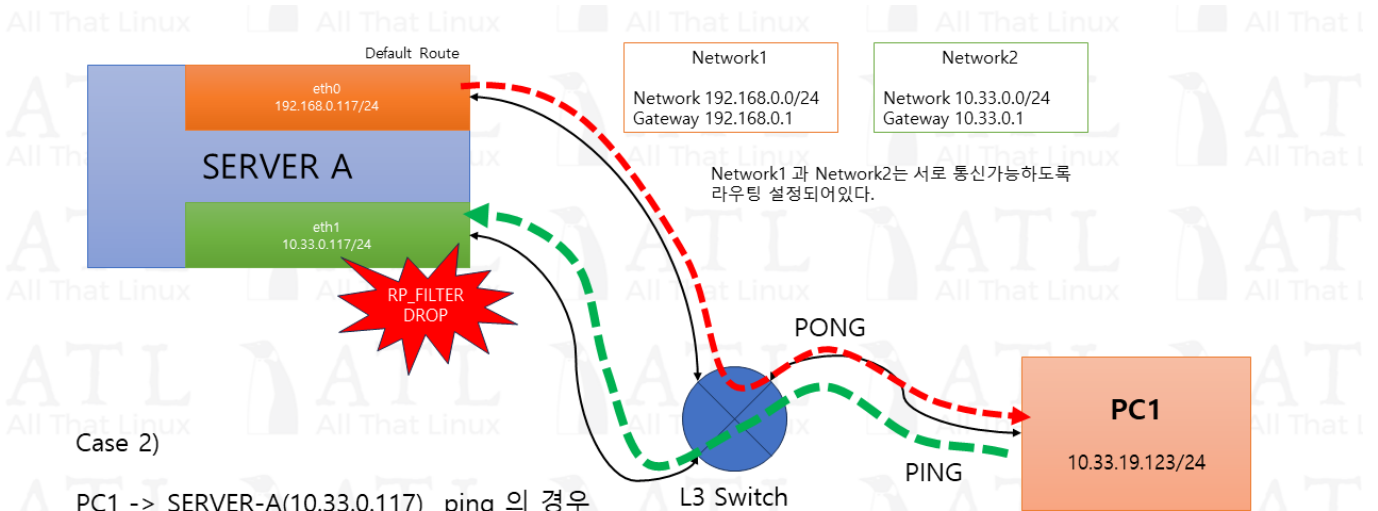 Default Route
eth0
192.168.0.117/24
SERVER A
eth1
10.33.0.117/24
RP_FILTER
DROP
Network1
Network 192.168.0.0/24
Gateway 192.168.0.1
Network2
Network 10.33.0.0/24
Gateway 10.33.0.1
Network1 과 Network2는 서로 통신가능하도록
라우팅 설정되어있다.
PONG
PING
L3 Switch
PC1
10.33.19.123/24
Case 2)
PC1 -> SERVER-A(10.33.0.117) ping 의 경우
ATL
All That Linux